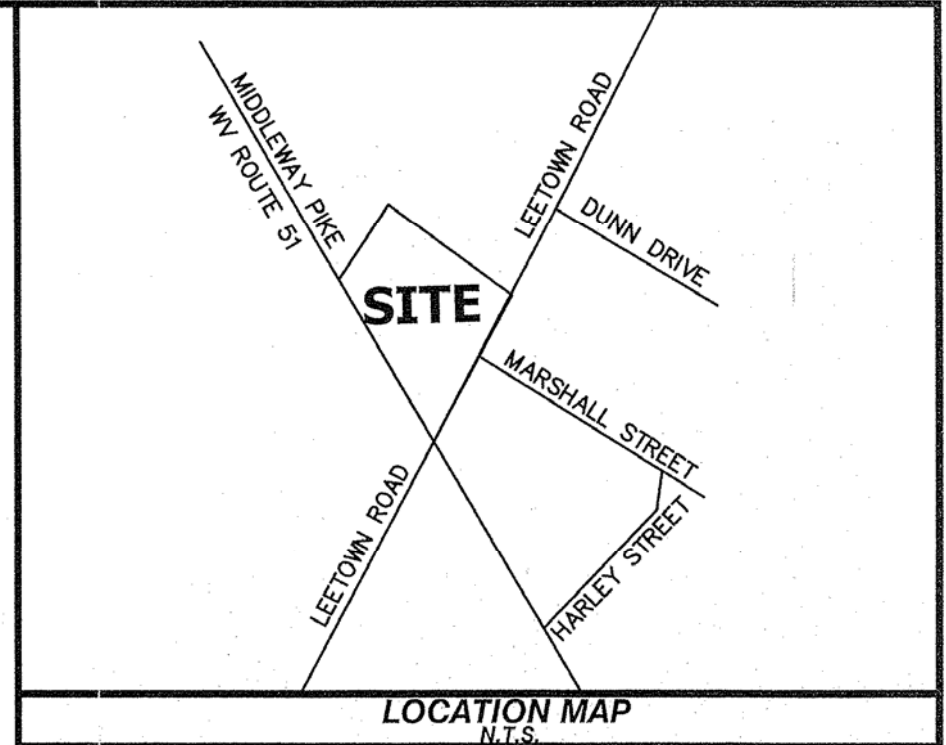 MIDDLEWAY PIKE
WV ROUTE 51
LEETOWN ROAD
DUNN DRIVE
SITE
MARSHALL STREET
LEETOWN ROAD
HARLEY STREET
LOCATION MAP
N.T.S.